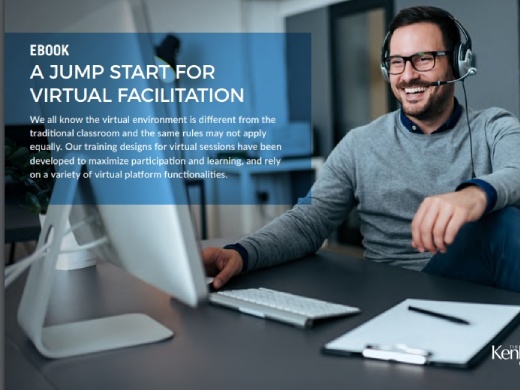 EBOOK
A JUMP START FOR
VIRTUAL FACILITATION
We all know the virtual environment is different from the
traditional classroom and the same rules may not apply
equally. Our training designs for virtual sessions have been
developed to maximize participation and learning, and rely
on a variety of virtual platform functionalities.